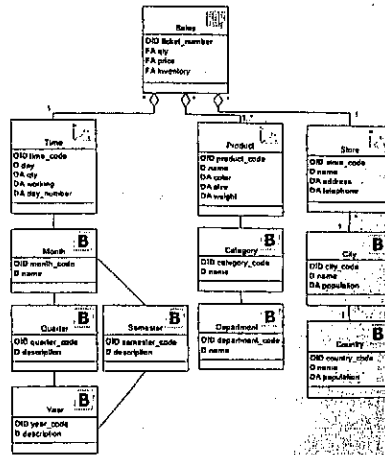 Sales
OID ticket_number
FA qty
FA price
FA inventory
1
*
*
1..*
*
1
Time
OID time_code
D day
DA qty
DA working
DA day_number
Product
OID product_code
D name
DA color
DA size
DA weight
Store
OID store_code
D name
DA address
DA telephone
Month
B
OID month_code
D name
Category
B
OID category_code
D name
City
B
OID city_code
D name
DA population
Quarter
B
OID quarter_code
D description
Semester
B
OID semester_code
D description
Department
B
OID department_code
D name
Country
B
OID country_code
D name
DA population
Year
B
OID year_code
D description